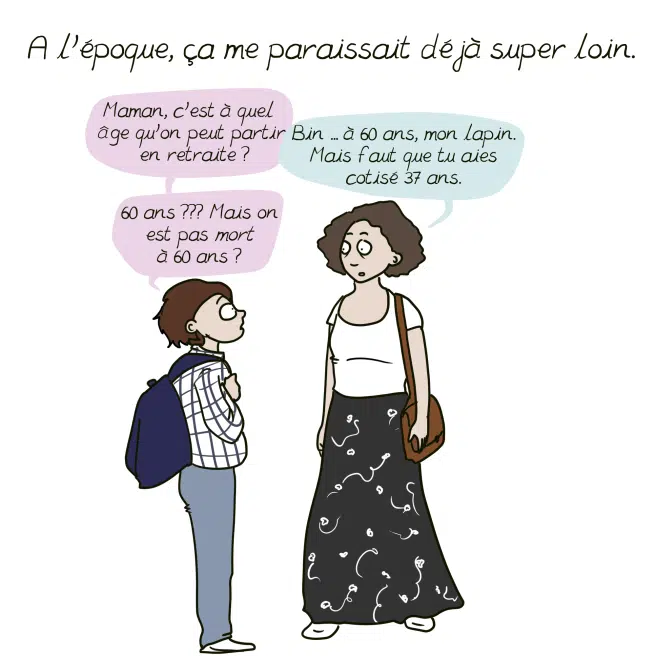 A l'époque, ça me paraissait déjà super loin.
Maman, c'est à quel
âge qu'on peut partir
en retraite ?
Bin ... à 60 ans, mon lapin.
Mais faut que tu aies
cotisé 37 ans.
60 ans ??? Mais on
est pas mort
à 60 ans ?